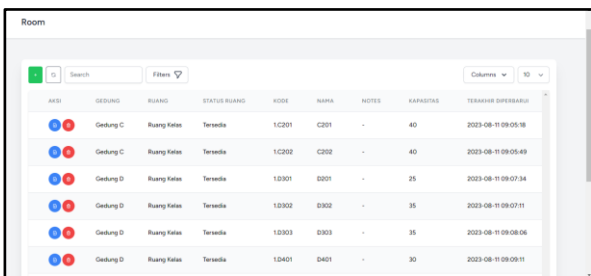 Room
Search Filters Columns 10
AKSI GEDUNG RUANG STATUS RUANG KODE NAMA NOTES KAPASITAS TERAKHIR DIPERBARUI
Gedung C Ruang Kelas Tersedia 1.C201 C201 - 40 2023-08-11 09:05:18
Gedung C Ruang Kelas Tersedia 1.C202 C202 - 40 2023-08-11 09:05:49
Gedung D Ruang Kelas Tersedia 1.D301 D201 - 25 2023-08-11 09:07:34
Gedung D Ruang Kelas Tersedia 1.D302 D302 - 35 2023-08-11 09:07:11
Gedung D Ruang Kelas Tersedia 1.D303 D303 - 35 2023-08-11 09:08:06
Gedung D Ruang Kelas Tersedia 1.D401 D401 - 30 2023-08-11 09:09:11